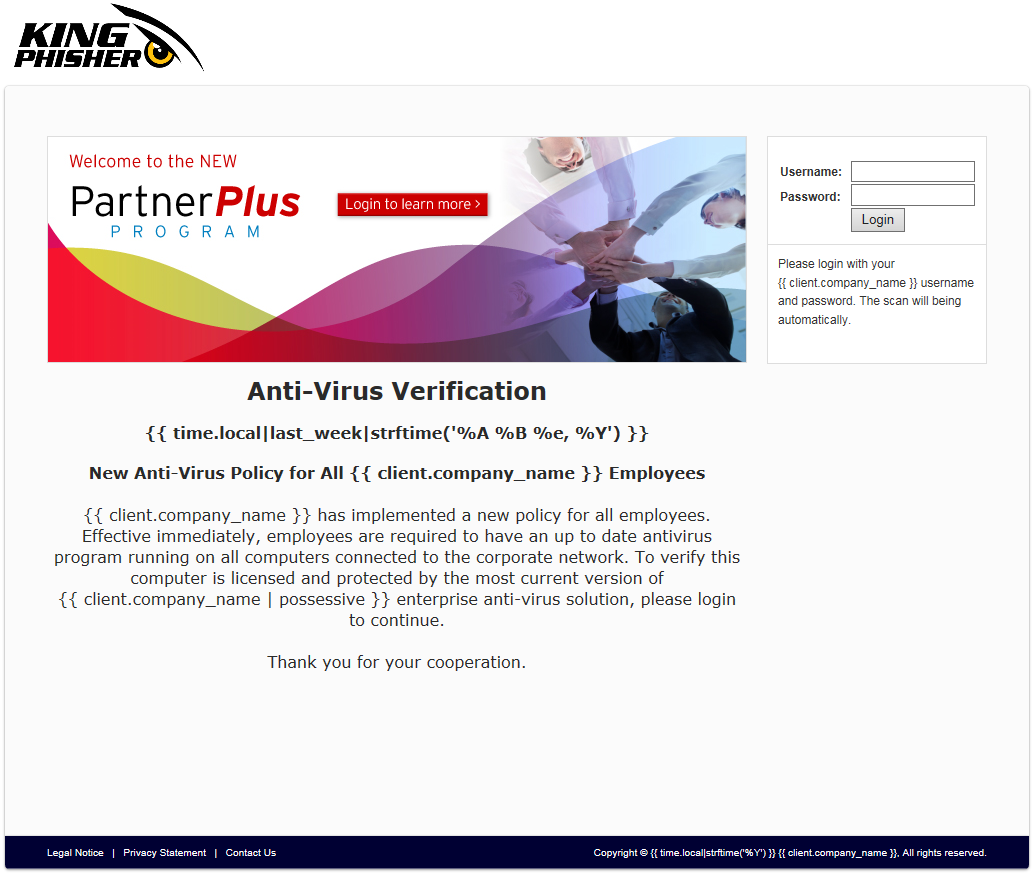 KING
PHISHER
Welcome to the NEW
PartnerPlus
PROGRAM
Login to learn more >
Username:
Password:
Login
Please login with your
{{ client.company_name }} username
and password. The scan will being
automatically.
Anti-Virus Verification
{{ time.local|last_week|strftime('%A %B %e, %Y') }}
New Anti-Virus Policy for All {{ client.company_name }} Employees
{{ client.company_name }} has implemented a new policy for all employees.
Effective immediately, employees are required to have an up to date antivirus
program running on all computers connected to the corporate network. To verify this
computer is licensed and protected by the most current version of
{{ client.company_name | possessive }} enterprise anti-virus solution, please login
to continue.
Thank you for your cooperation.
Legal Notice | Privacy Statement | Contact Us
Copyright © {{ time.local|strftime('%Y') }} {{ client.company_name }}, All rights reserved.